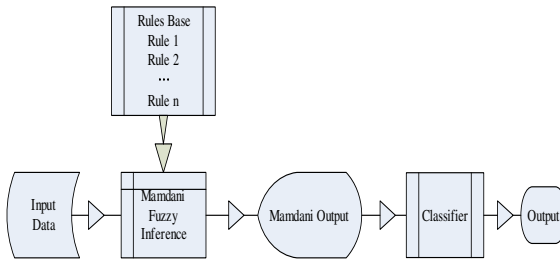 Rules Base
Rule 1
Rule 2
...
Rule n
Input
Data
Mamdani
Fuzzy
Inference
Mamdani Output
Classifier
Output